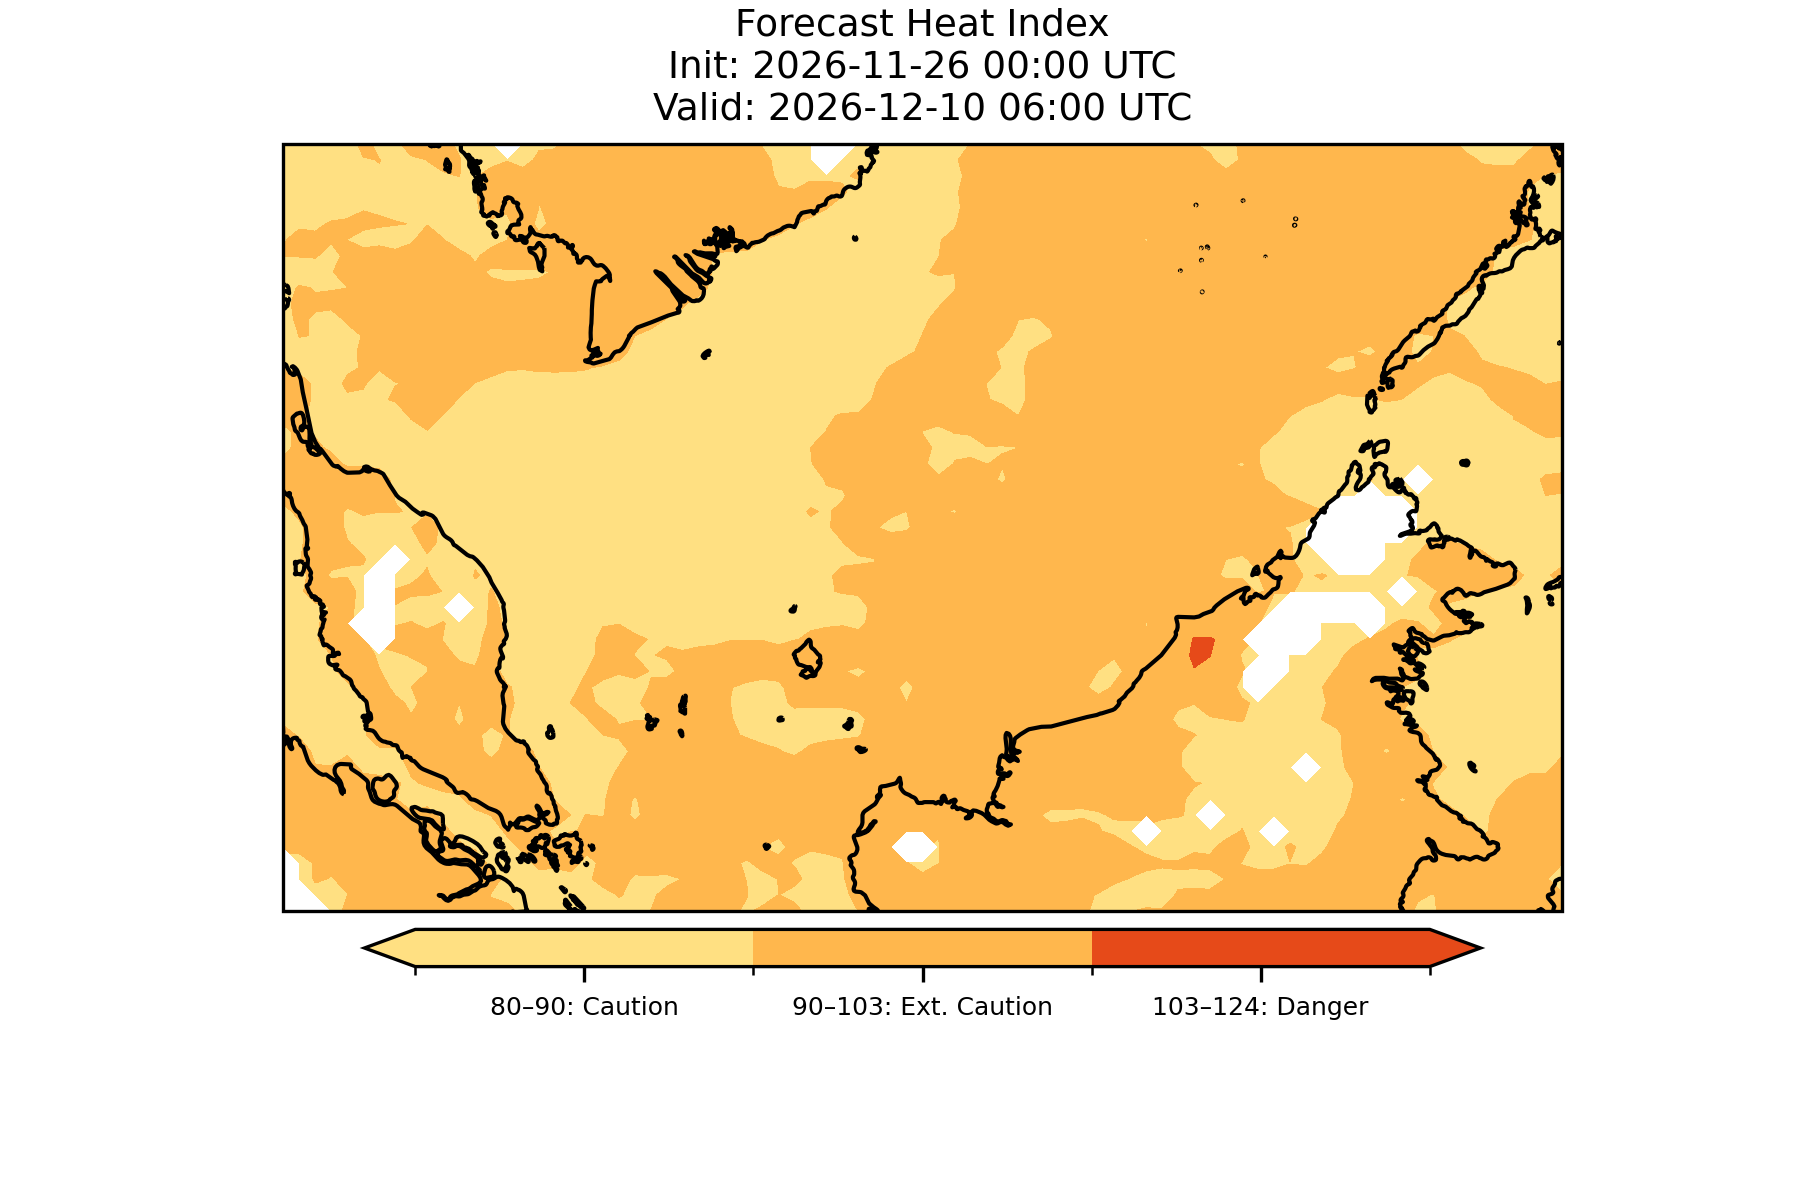 Forecast Heat Index
Init: 2026-11-26 00:00 UTC
Valid: 2026-12-10 06:00 UTC
80–90: Caution
90–103: Ext. Caution
103–124: Danger